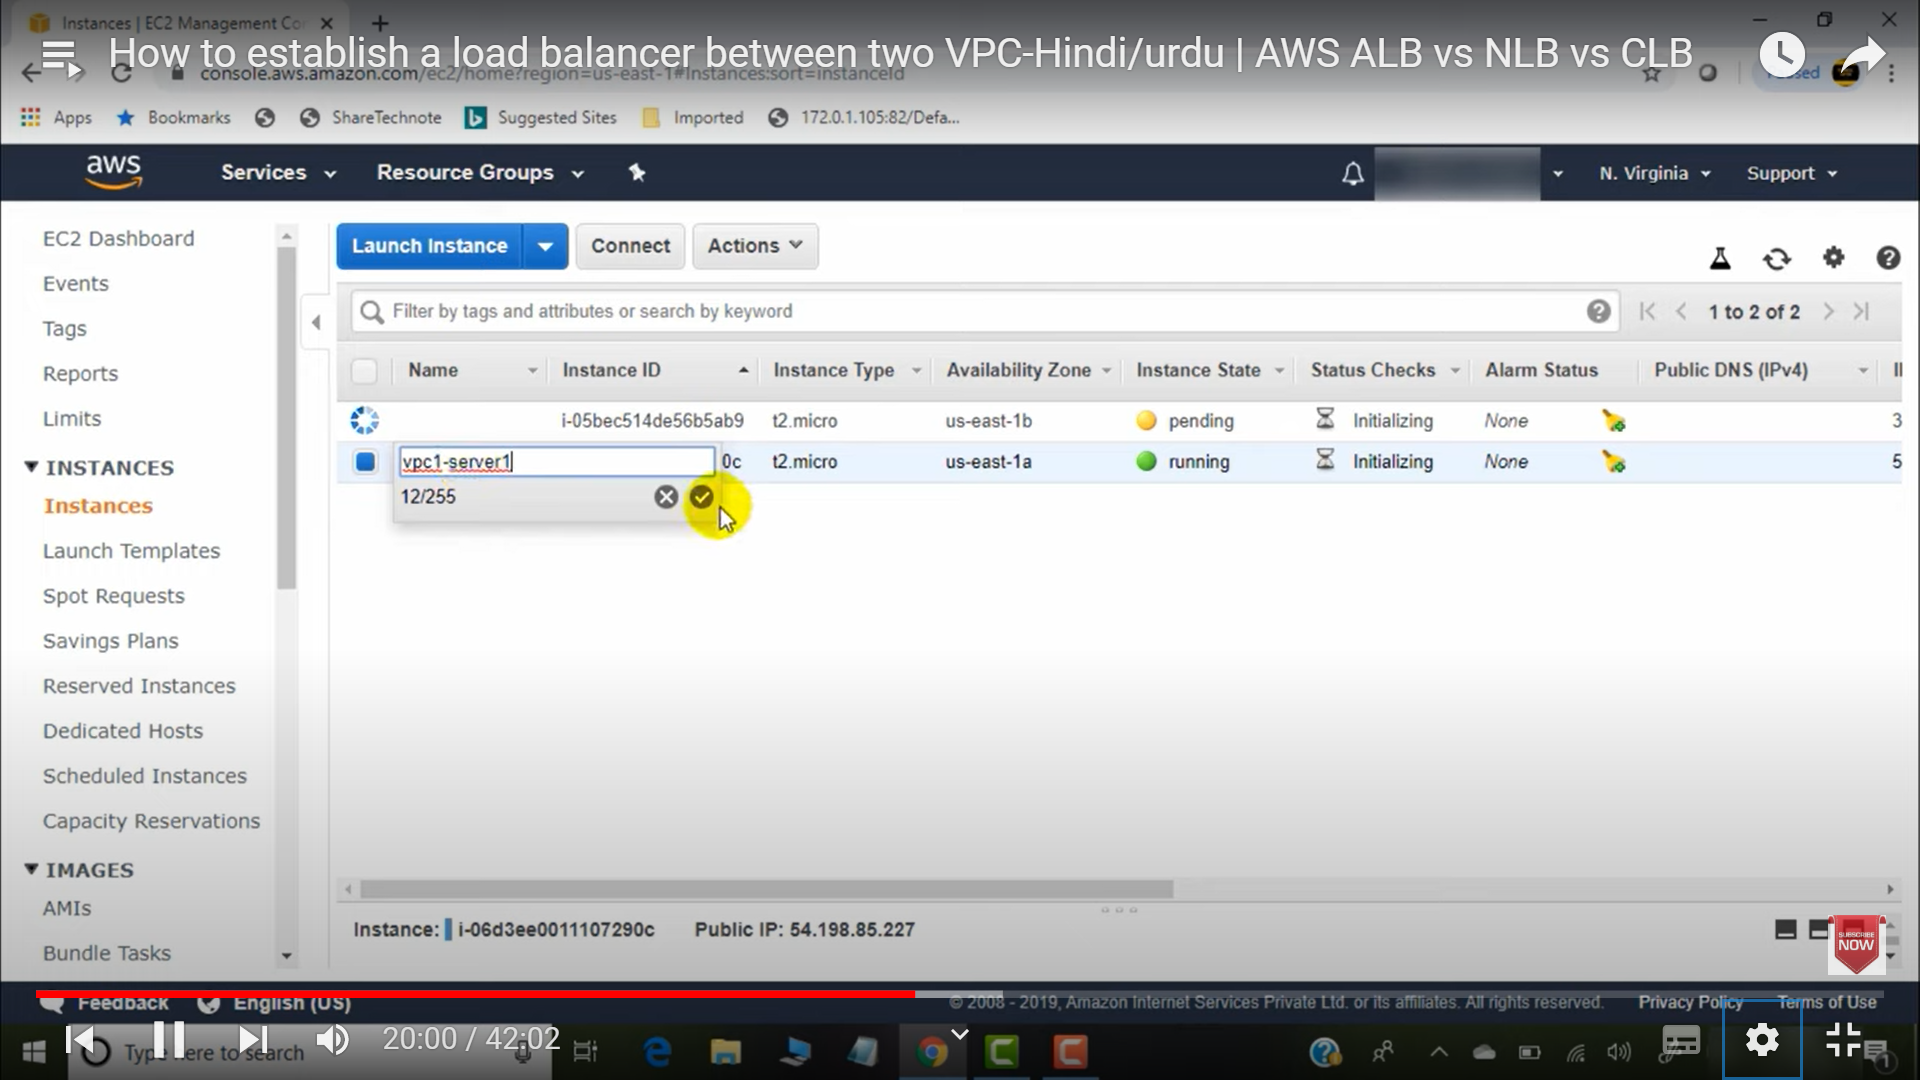 Instances | EC2 Management Co
How to establish a load balancer between two VPC-Hindi/urdu | AWS ALB vs NLB vs CLB
console.aws.amazon.com/ec2/home?region=us-east-1#Instances:sort=instanceId
Apps Bookmarks ShareTechnote Suggested Sites Imported 172.0.1.105:82/Defa...
aws Services Resource Groups N. Virginia Support
EC2 Dashboard
Events
Tags
Reports
Limits
INSTANCES
Instances
Launch Templates
Spot Requests
Savings Plans
Reserved Instances
Dedicated Hosts
Scheduled Instances
Capacity Reservations
IMAGES
AMIs
Bundle Tasks
Launch Instance Connect Actions
Filter by tags and attributes or search by keyword 1 to 2 of 2
Name Instance ID Instance Type Availability Zone Instance State Status Checks Alarm Status Public DNS (IPv4)
i-05bec514de56b5ab9 t2.micro us-east-1b pending Initializing None 3
vpc1-server1 0c t2.micro us-east-1a running Initializing None 5
12/255
Instance: i-06d3ee0011107290c Public IP: 54.198.85.227
SUBSCRIBE
NOW
Feedback English (US) © 2008 - 2019, Amazon Internet Services Private Ltd. or its affiliates. All rights reserved. Privacy Policy Terms of Use
20:00 / 42:02
Type here to search
1